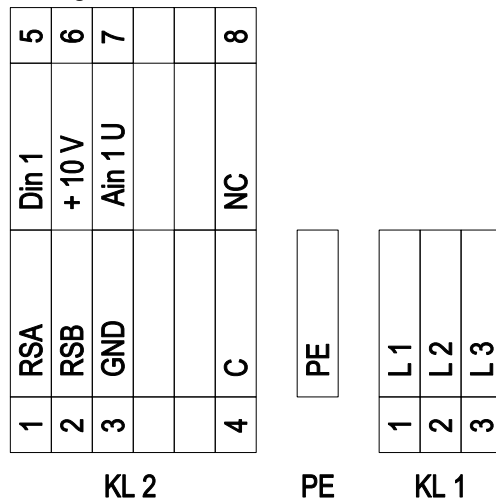 5 6 7 8
Din 1 + 10 V Ain 1 U NC
RSA RSB GND C PE L 1 L 2 L 3
1 2 3 4 1 2 3
KL 2 PE KL 1